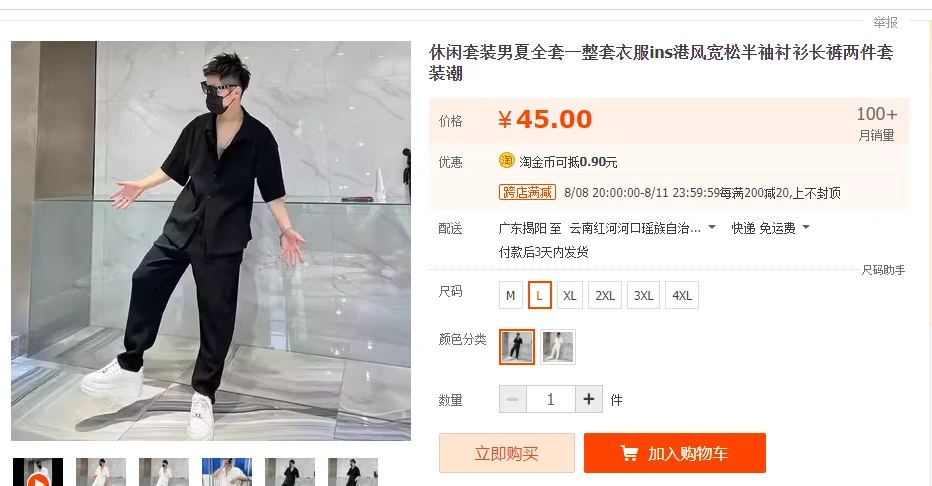 举报
休闲套装男夏全套一整套衣服ins港风宽松半袖衬衫长裤两件套
装潮
价格 ￥45.00 100+
月销量
优惠 淘 淘金币可抵0.90元
跨店满减 8/08 20:00:00-8/11 23:59:59每满200减20,上不封顶
配送 广东揭阳 至 云南红河河口瑶族自治... 快递 免运费
付款后3天内发货
尺码助手
尺码 M L XL 2XL 3XL 4XL
颜色分类
数量 − 1 + 件
立即购买 加入购物车